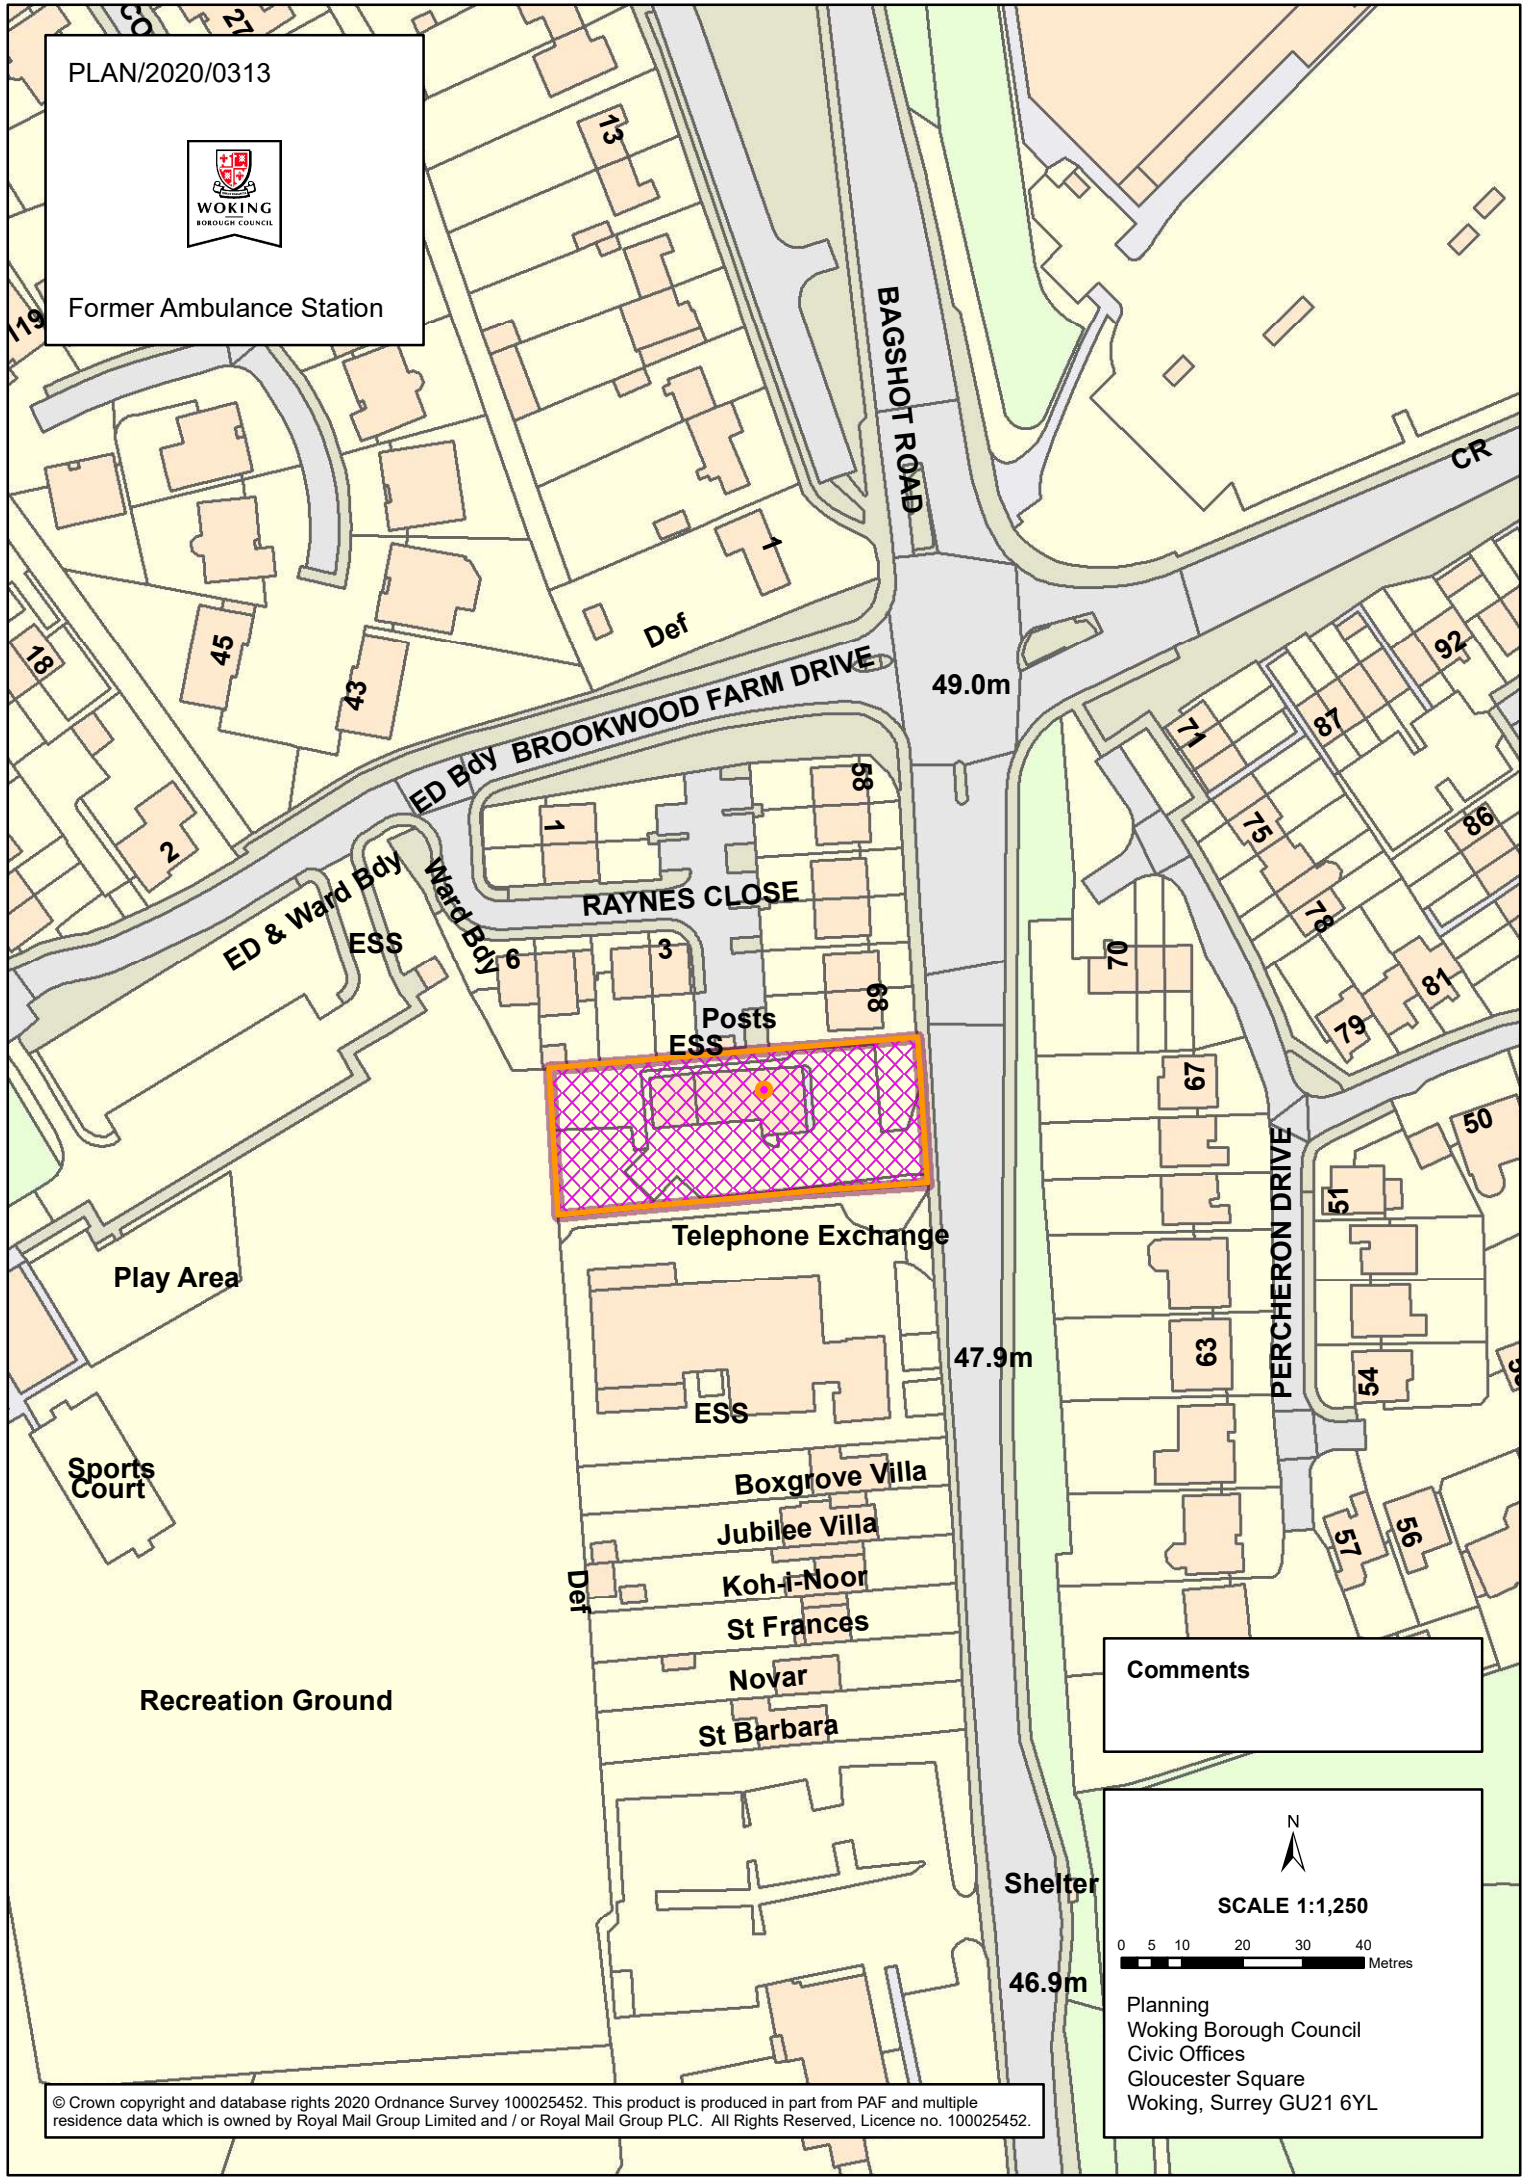 CO
27
PLAN/2020/0313
WOKING
BOROUGH COUNCIL
Former Ambulance Station
119
13
BAGSHOT ROAD
CR
1
Def
45
43
18
2
BROOKWOOD FARM DRIVE
49.0m
ED Bdy
92
87
71
75
86
78
81
79
70
58
1
RAYNES CLOSE
ED & Ward Bdy
Ward Bdy
ESS
6
3
68
Posts
ESS
67
50
51
PERCHERON DRIVE
Telephone Exchange
Play Area
47.9m
63
54
ESS
Sports
Court
Boxgrove Villa
Jubilee Villa
Koh-i-Noor
St Frances
Novar
St Barbara
Def
57
56
Recreation Ground
Comments
Shelter
46.9m
N
SCALE 1:1,250
0 5 10 20 30 40
Metres
Planning
Woking Borough Council
Civic Offices
Gloucester Square
Woking, Surrey GU21 6YL
© Crown copyright and database rights 2020 Ordnance Survey 100025452. This product is produced in part from PAF and multiple
residence data which is owned by Royal Mail Group Limited and / or Royal Mail Group PLC. All Rights Reserved, Licence no. 100025452.